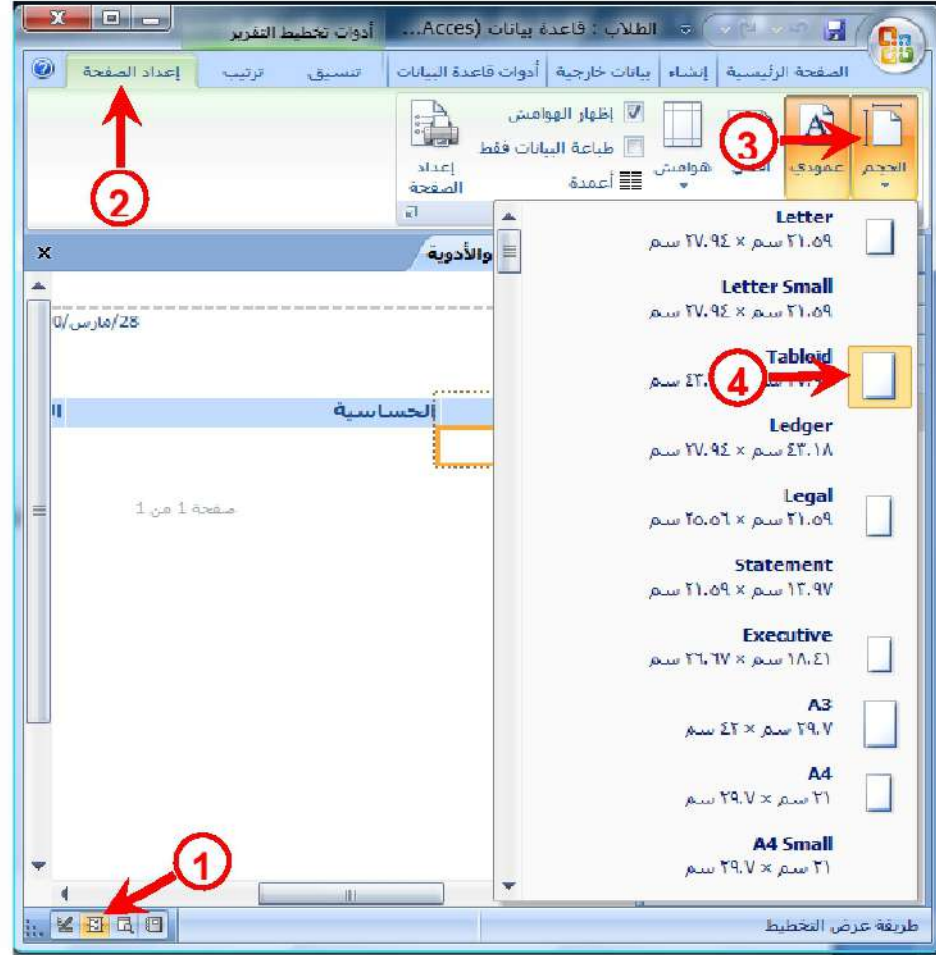 الطلاب : قاعدة بيانات (Acces...
أدوات تخطيط التقرير
الصفحة الرئيسية
إنشاء
بيانات خارجية
أدوات قاعدة البيانات
تنسيق
ترتيب
إعداد الصفحة
الحجم
عمودي
هوامش
إظهار الهوامش
طباعة البيانات فقط
أعمدة
إعداد
الصفحة
3
2
Letter
٢١.٥٩ سم × ٢٧.٩٤ سم
Letter Small
٢١.٥٩ سم × ٢٧.٩٤ سم
Tabloid
سم
4
Ledger
٤٣.١٨ سم × ٢٧.٩٤ سم
Legal
٢١.٥٩ سم × ٣٥.٥٦ سم
Statement
١٣.٩٧ سم × ٢١.٥٩ سم
Executive
١٨.٤١ سم × ٢٦.٦٧ سم
A3
٢٩.٧ سم × ٤٢ سم
A4
٢١ سم × ٢٩.٧ سم
A4 Small
٢١ سم × ٢٩.٧ سم
والأدوية
28/مارس/0
الحساسية
صفحة 1 من 1
1
طريقة عرض التخطيط